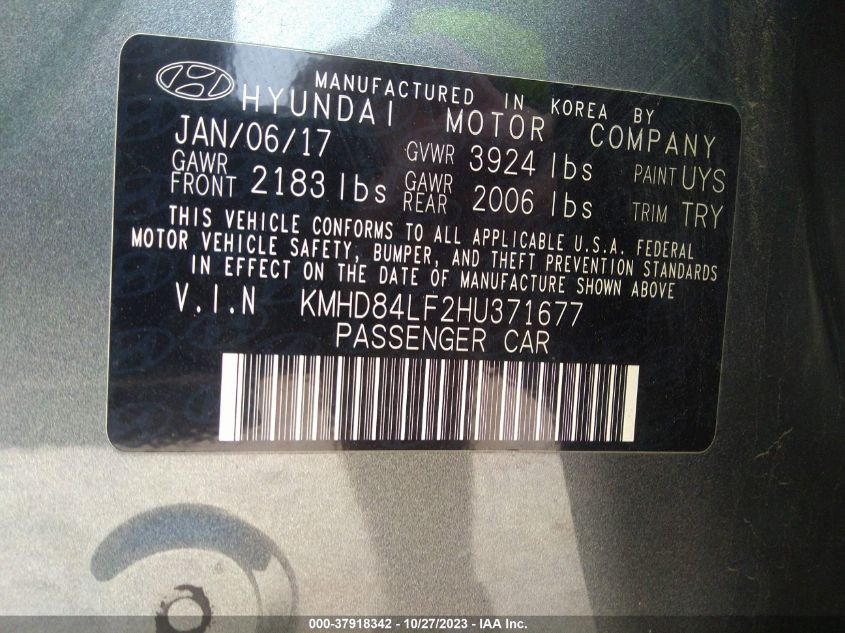 MANUFACTURED IN KOREA BY
HYUNDAI MOTOR COMPANY
JAN/06/17 GVWR 3924 lbs PAINT UYS
GAWR FRONT 2183 lbs GAWR REAR 2006 lbs TRIM TRY
THIS VEHICLE CONFORMS TO ALL APPLICABLE U.S.A. FEDERAL
MOTOR VEHICLE SAFETY, BUMPER, AND THEFT PREVENTION STANDARDS
IN EFFECT ON THE DATE OF MANUFACTURE SHOWN ABOVE
V.I.N KMHD84LF2HU371677
PASSENGER CAR
000-37918342 - 10/27/2023 - IAA Inc.